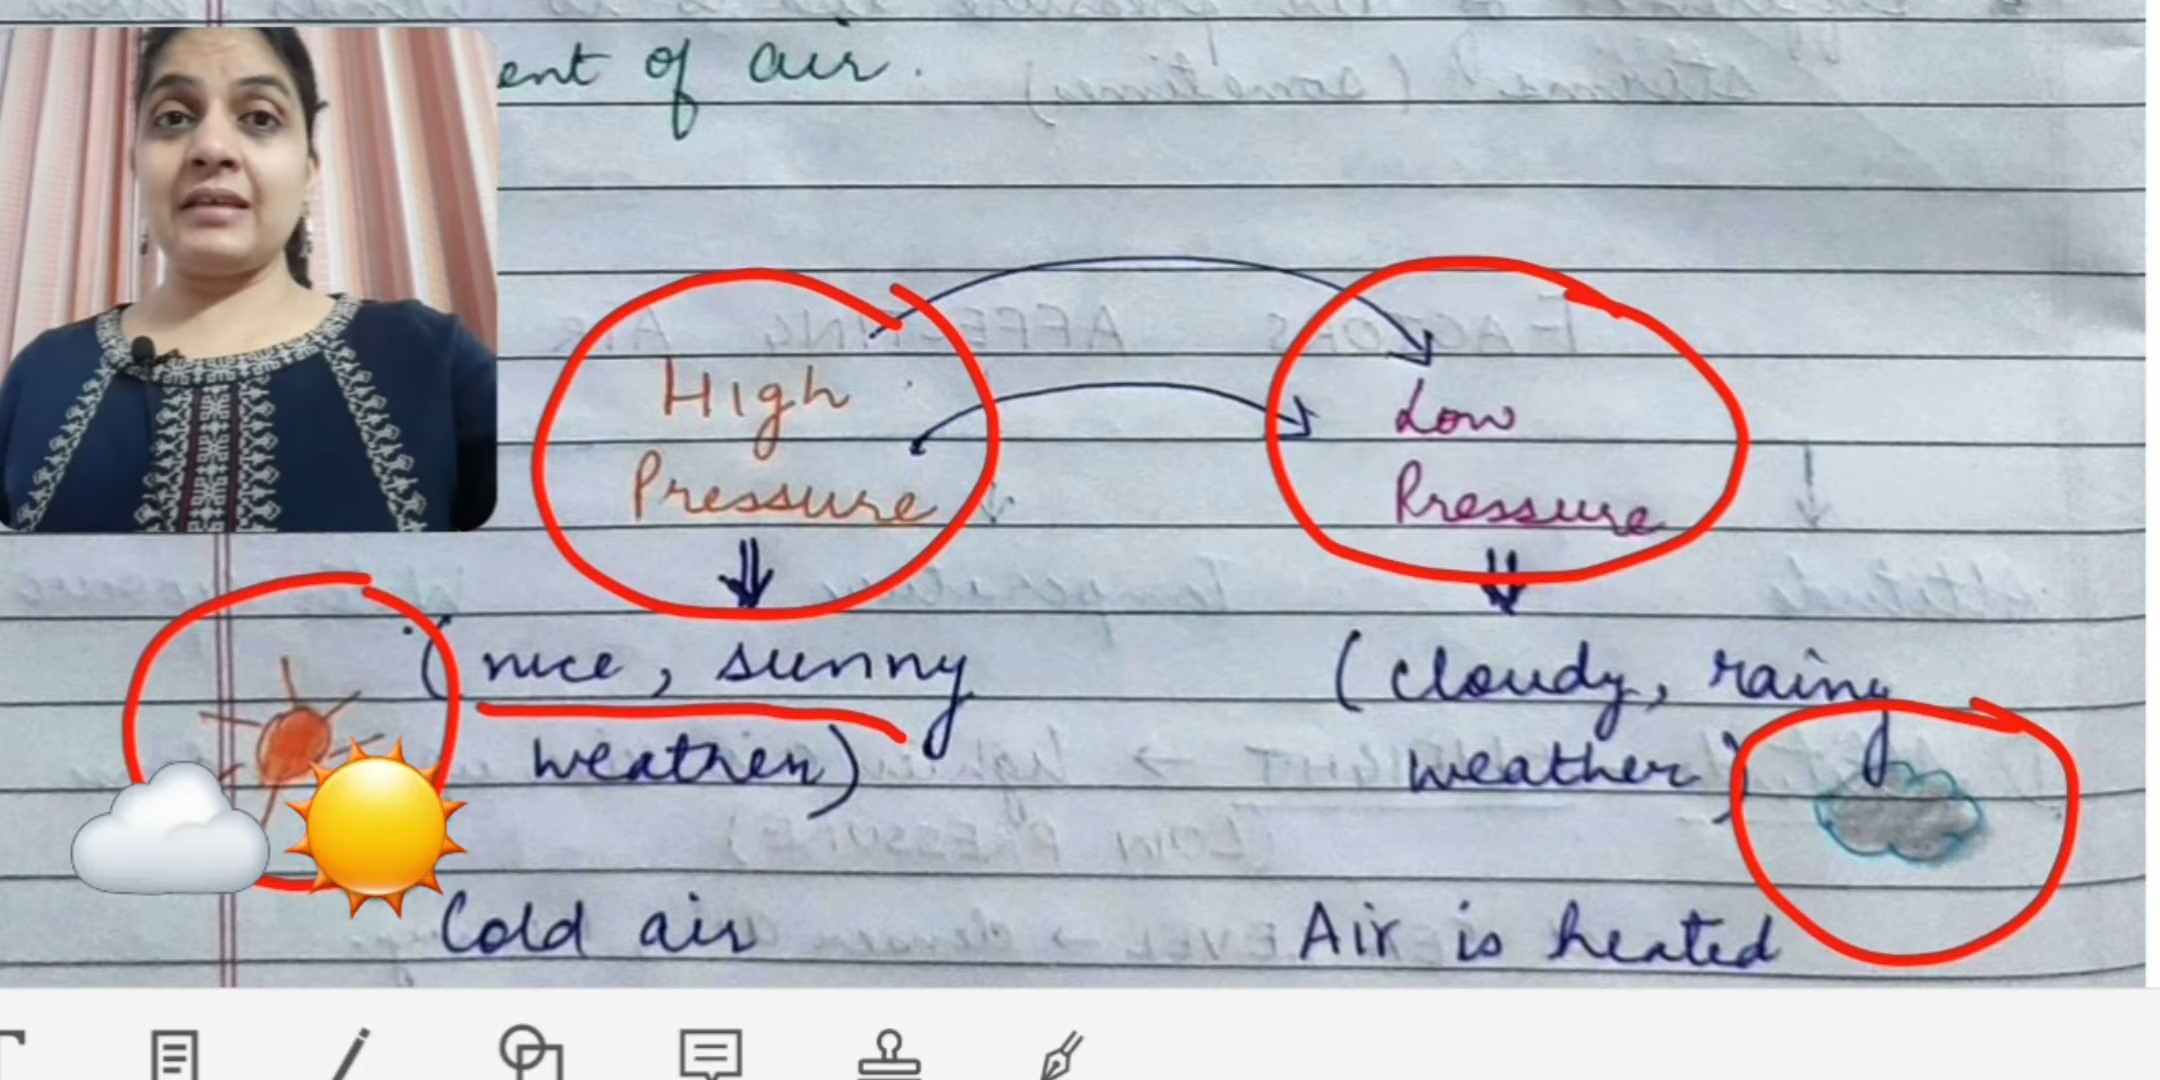 ent of air.
High
Pressure
(nice, sunny
weather)
Cold air
Low
Pressure
(cloudy, rainy
weather)
Air is heated